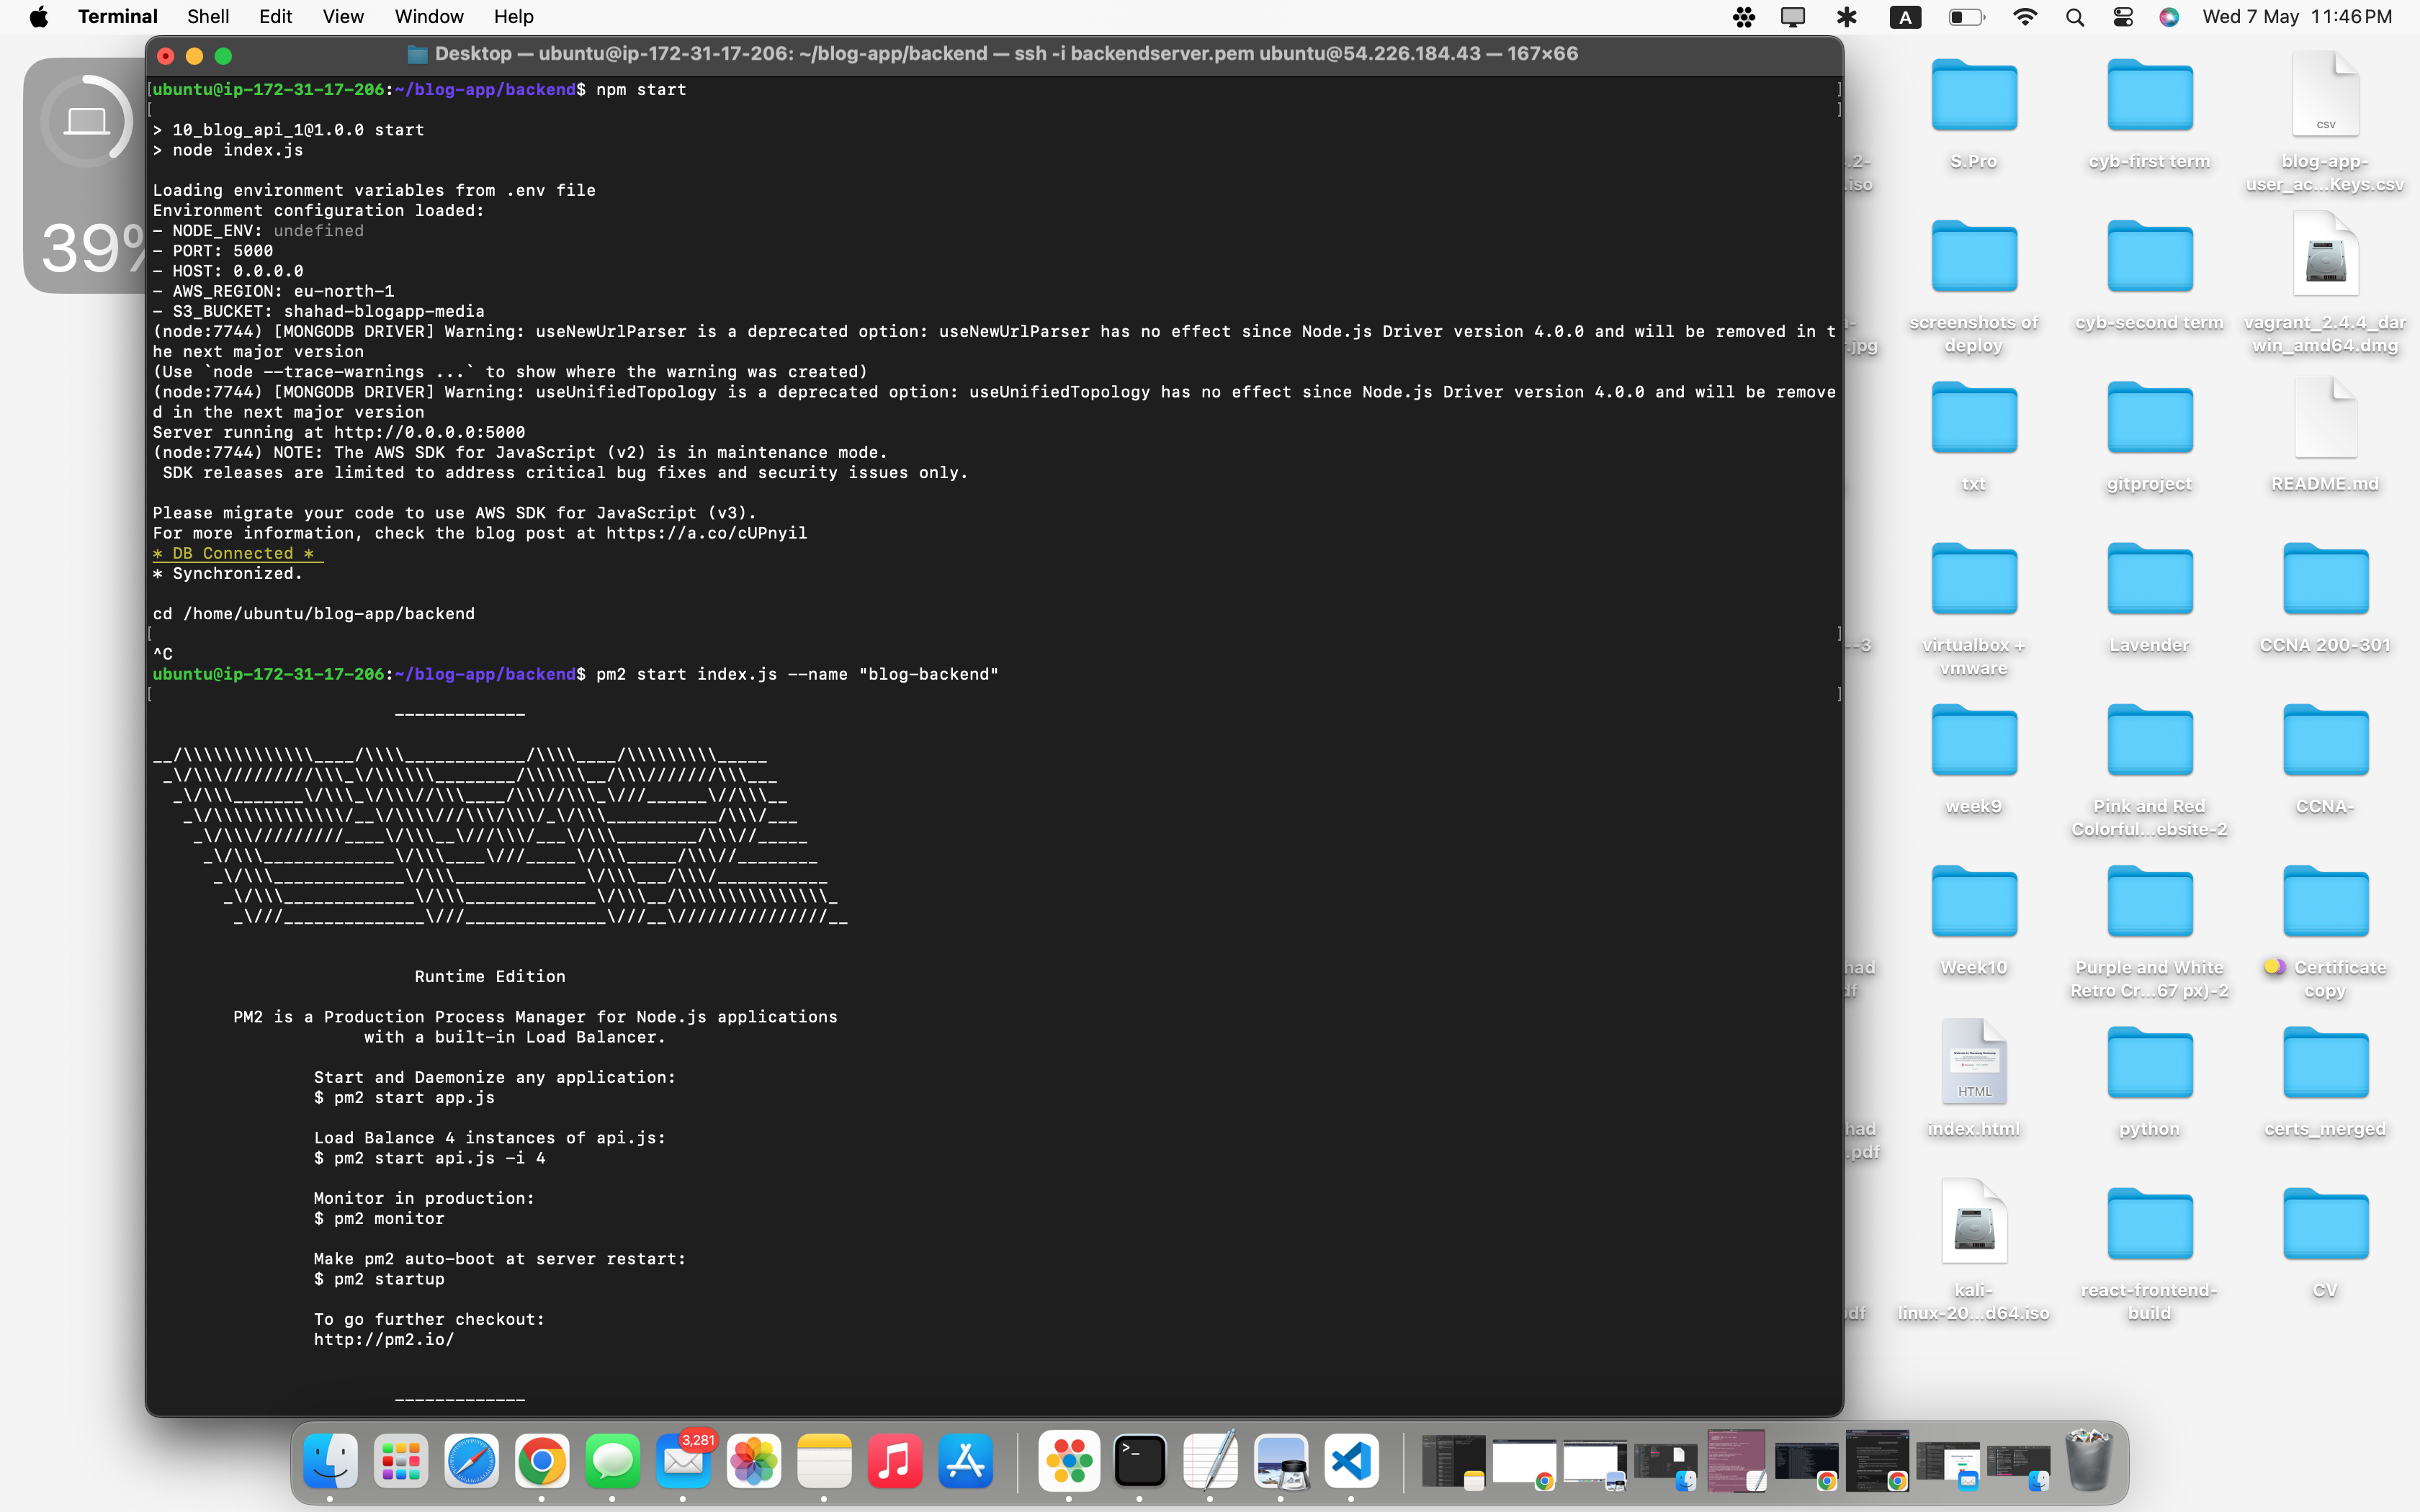 Terminal Shell Edit View Window Help A Wed 7 May 11:46 PM
Desktop — ubuntu@ip-172-31-17-206: ~/blog-app/backend — ssh -i backendserver.pem ubuntu@54.226.184.43 — 167×66
39%
[ubuntu@ip-172-31-17-206:~/blog-app/backend$ npm start ]
[ ]
> 10_blog_api_1@1.0.0 start
> node index.js
Loading environment variables from .env file
Environment configuration loaded:
- NODE_ENV: undefined
- PORT: 5000
- HOST: 0.0.0.0
- AWS_REGION: eu-north-1
- S3_BUCKET: shahad-blogapp-media
(node:7744) [MONGODB DRIVER] Warning: useNewUrlParser is a deprecated option: useNewUrlParser has no effect since Node.js Driver version 4.0.0 and will be removed in t
he next major version
(Use `node --trace-warnings ...` to show where the warning was created)
(node:7744) [MONGODB DRIVER] Warning: useUnifiedTopology is a deprecated option: useUnifiedTopology has no effect since Node.js Driver version 4.0.0 and will be remove
d in the next major version
Server running at http://0.0.0.0:5000
(node:7744) NOTE: The AWS SDK for JavaScript (v2) is in maintenance mode.
SDK releases are limited to address critical bug fixes and security issues only.
Please migrate your code to use AWS SDK for JavaScript (v3).
For more information, check the blog post at https://a.co/cUPnyil
* DB Connected *
* Synchronized.
cd /home/ubuntu/blog-app/backend
[ ]
^C
ubuntu@ip-172-31-17-206:~/blog-app/backend$ pm2 start index.js --name "blog-backend"
[ ]
-------------
__/\\\\\\\\\\\\\____/\\\\____________/\\\\____/\\\\\\\\\_____
_\/\\\/////////\\\_\/\\\\\\________/\\\\\\__/\\\///////\\\___
_\/\\\_______\/\\\_\/\\\//\\\____/\\\//\\\_\///______\//\\\__
_\/\\\\\\\\\\\\\/__\/\\\\///\\\/\\\/_\/\\\___________/\\\/___
_\/\\\/////////____\/\\\__\///\\\/___\/\\\________/\\\//_____
_\/\\\_____________\/\\\____\///_____\/\\\_____/\\\//________
_\/\\\_____________\/\\\_____________\/\\\___/\\\/___________
_\/\\\_____________\/\\\_____________\/\\\__/\\\\\\\\\\\\\\\_
_\///______________\///______________\///__\///////////////__
Runtime Edition
PM2 is a Production Process Manager for Node.js applications
with a built-in Load Balancer.
Start and Daemonize any application:
$ pm2 start app.js
Load Balance 4 instances of api.js:
$ pm2 start api.js -i 4
Monitor in production:
$ pm2 monitor
Make pm2 auto-boot at server restart:
$ pm2 startup
To go further checkout:
http://pm2.io/
-------------
.2-
iso
S.Pro
cyb-first term
CSV
blog-app-
user_ac...Keys.csv
.jpg
screenshots of
deploy
cyb-second term
vagrant_2.4.4_dar
win_amd64.dmg
txt
gitproject
README.md
--3
virtualbox +
vmware
Lavender
CCNA 200-301
week9
Pink and Red
Colorful...ebsite-2
CCNA-
had
df
Week10
Purple and White
Retro Cr...67 px)-2
Certificate
copy
had
.pdf
HTML
index.html
python
certs_merged
df
kali-
linux-20...d64.iso
react-frontend-
build
CV
3,281